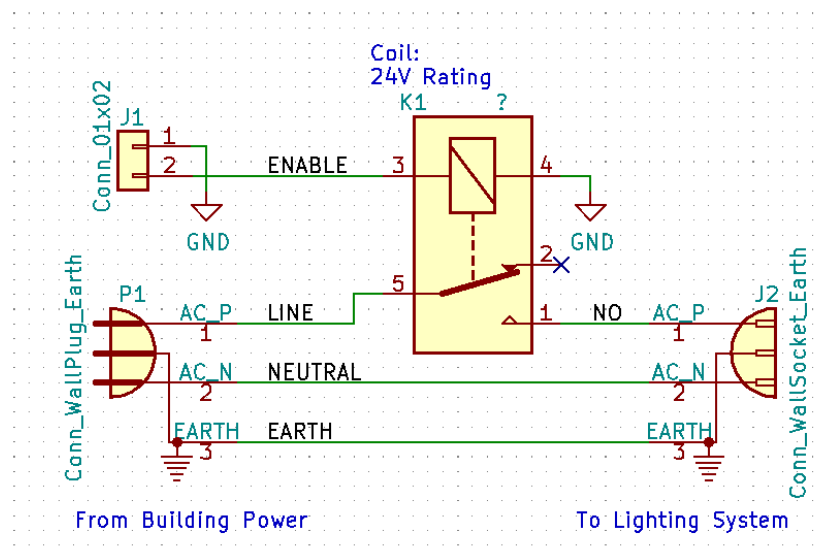 Coil:
24V Rating
K1 ?
J1
Conn_01x02
1
2
ENABLE
3
4
GND
GND
2
5
1
P1
Conn_WallPlug_Earth
AC_P
1
LINE
NO
AC_P
1
J2
Conn_WallSocket_Earth
AC_N
2
NEUTRAL
AC_N
2
EARTH
3
EARTH
EARTH
3
From Building Power
To Lighting System